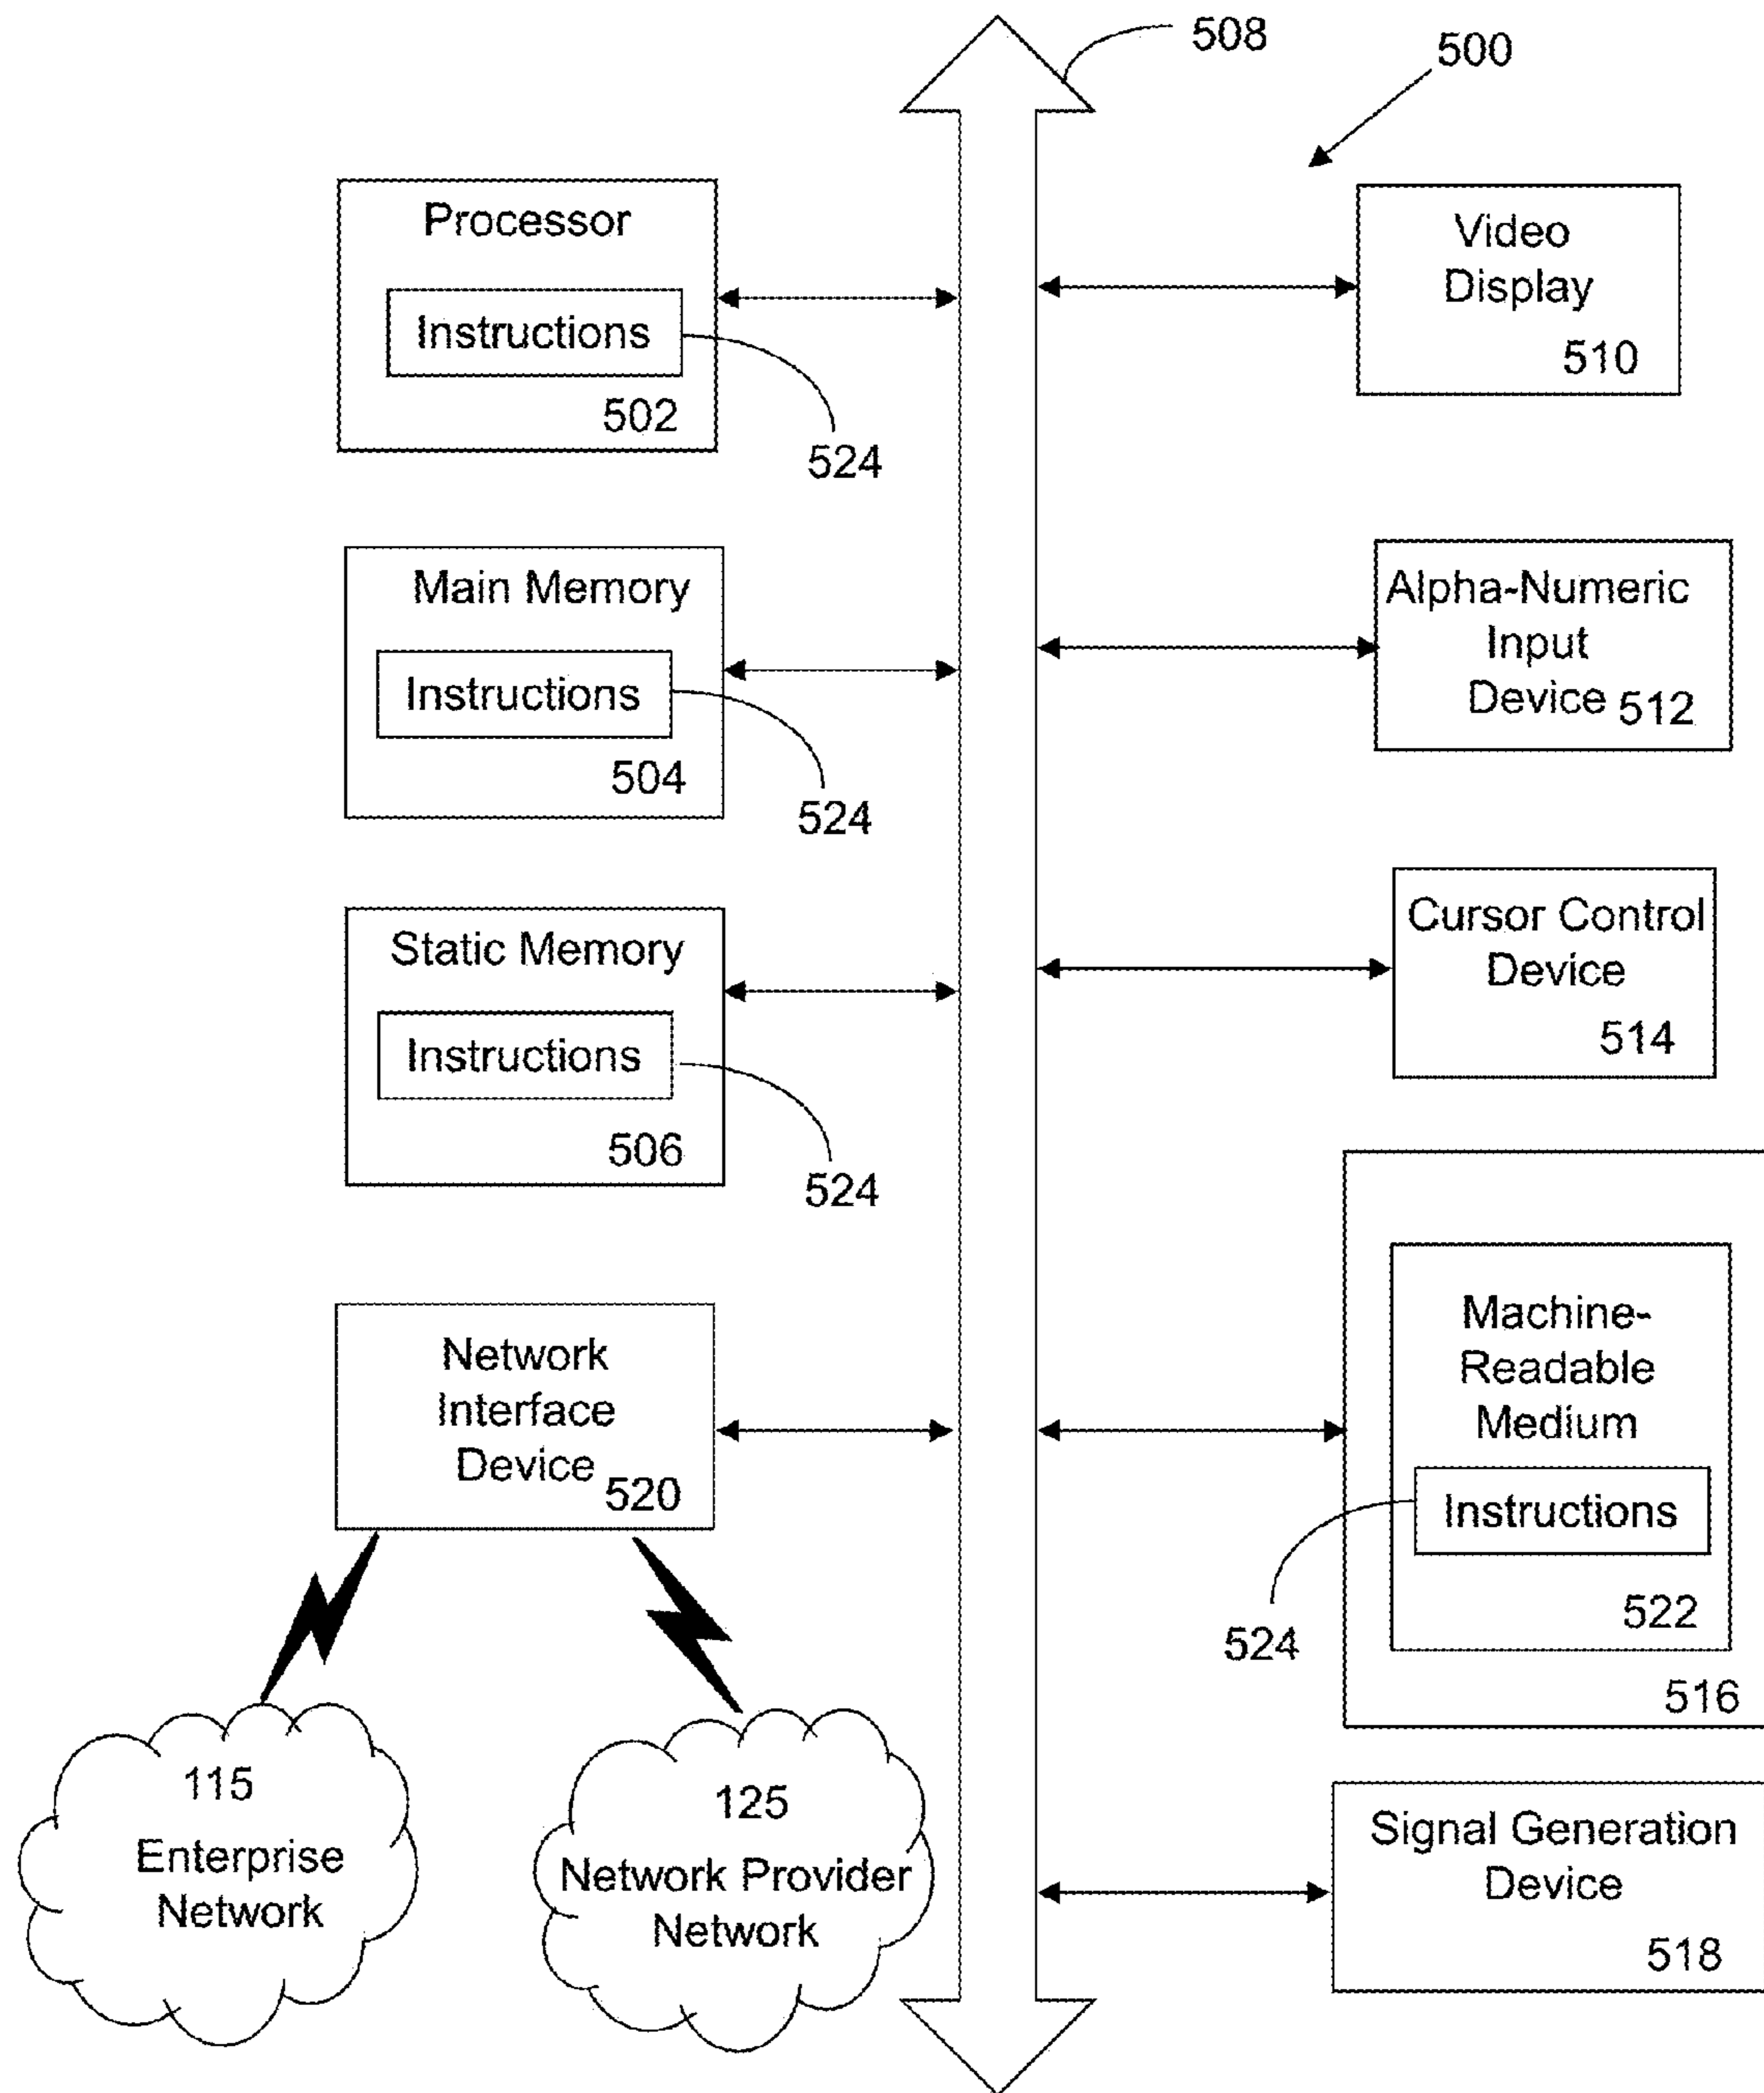 508
500
Processor
Instructions
502
524
Video
Display
510
Main Memory
Instructions
504
524
Alpha-Numeric
Input
Device 512
Static Memory
Instructions
506
524
Cursor Control
Device
514
Network
Interface
Device 520
Machine-
Readable
Medium
Instructions
522
524
516
115
Enterprise
Network
125
Network Provider
Network
Signal Generation
Device
518